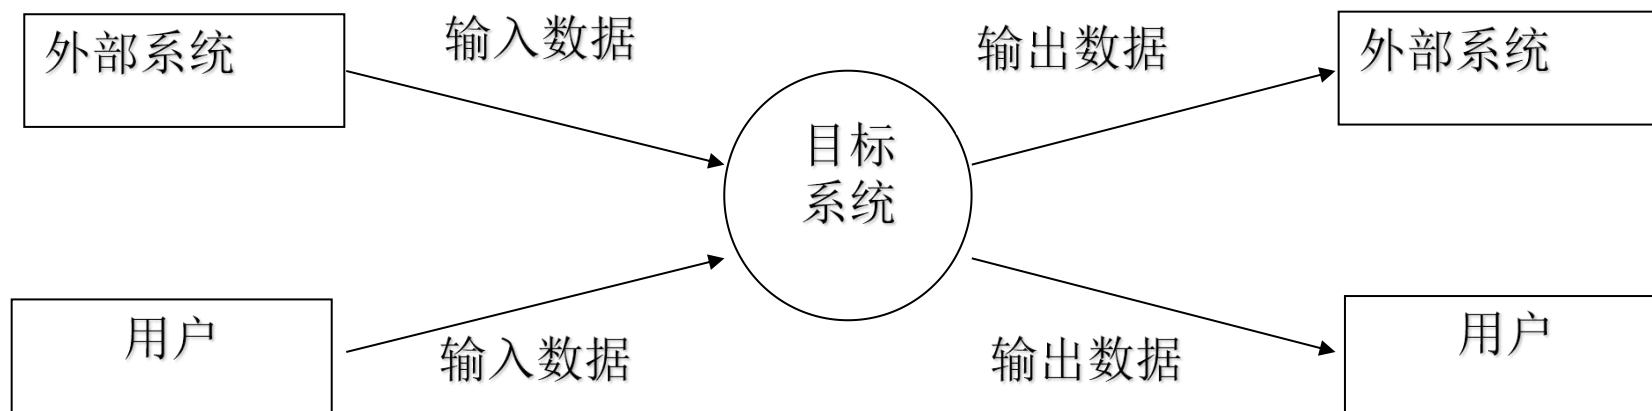 外部系统
输入数据
输出数据
外部系统
目标
系统
用户
输入数据
输出数据
用户